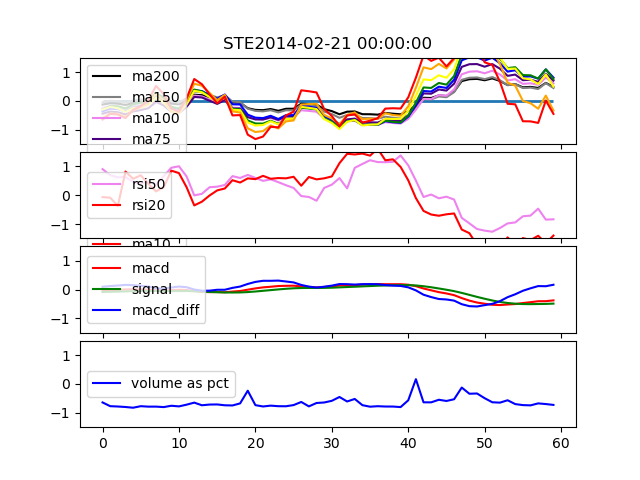 STE2014-02-21 00:00:00
1
0
−1
ma200
ma150
ma100
ma75
1
0
−1
rsi50
rsi20
ma10
1
0
−1
macd
signal
macd_diff
1
0
−1
volume as pct
0 10 20 30 40 50 60